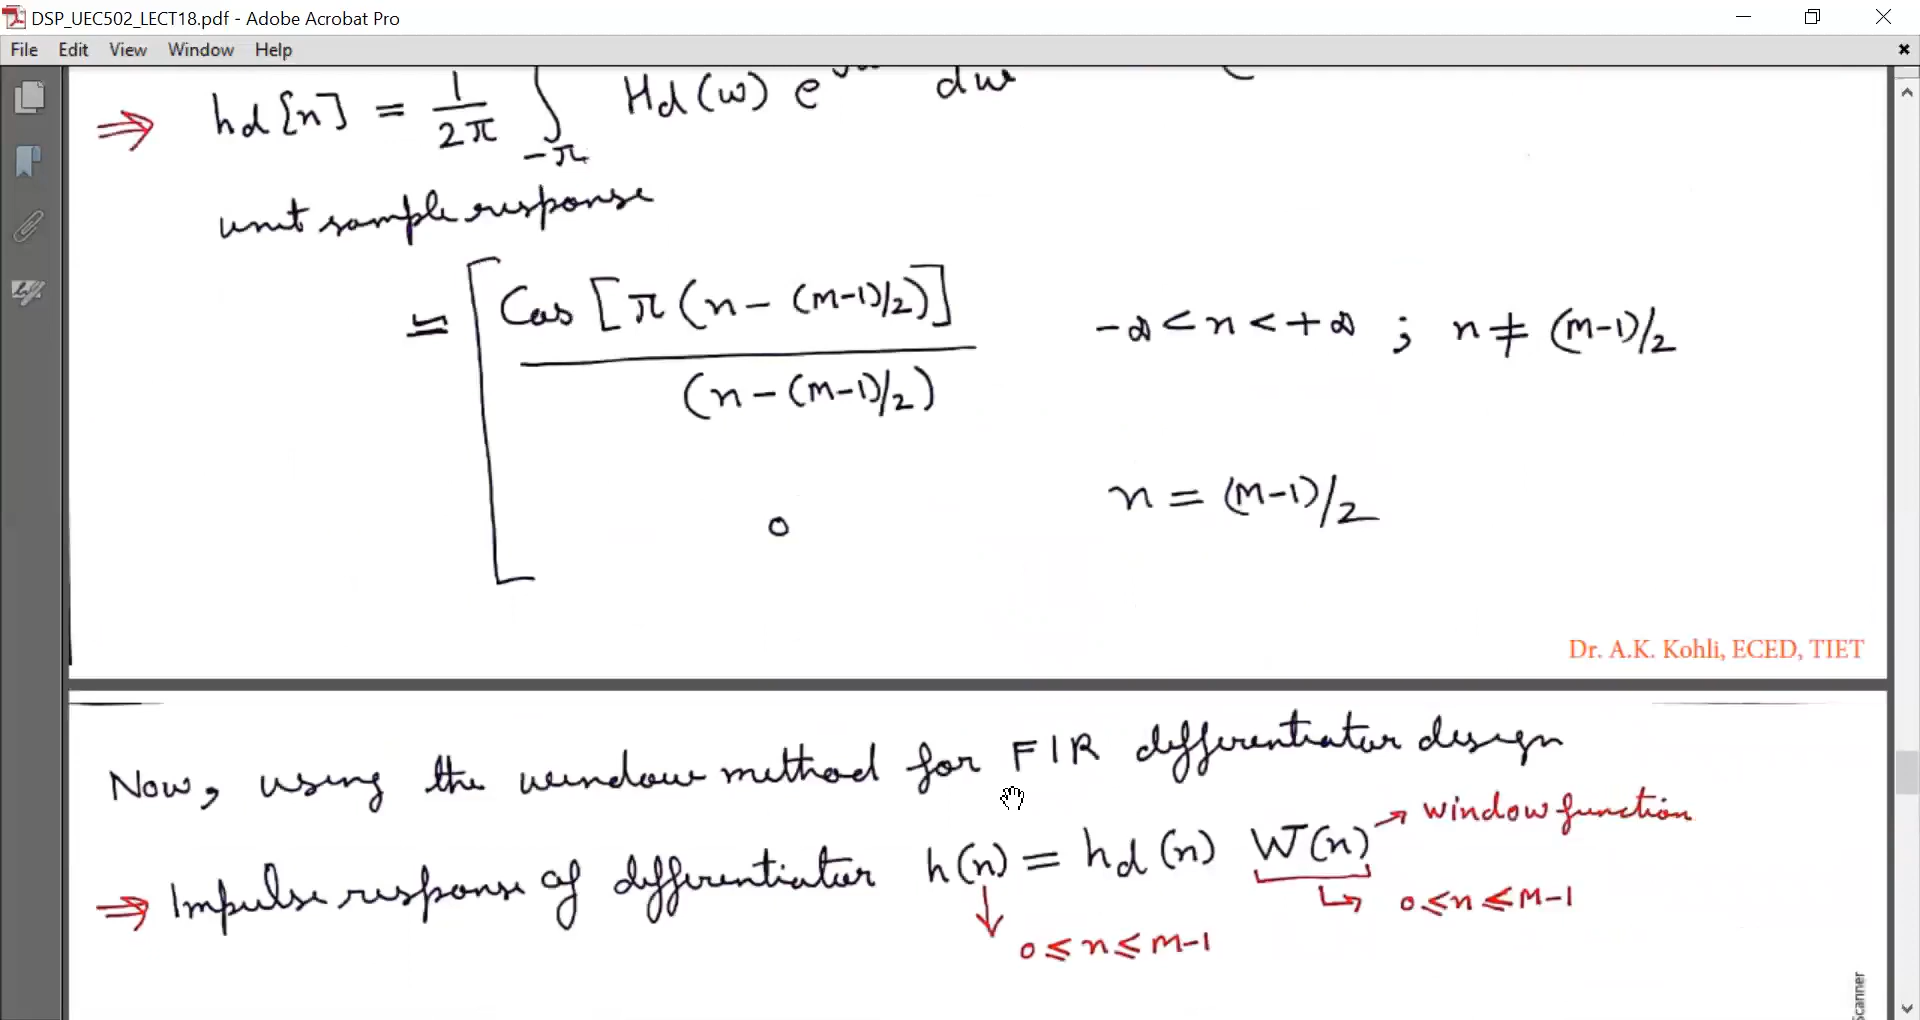 DSP_UEC502_LECT18.pdf - Adobe Acrobat Pro
File Edit View Window Help
⇒ hd[n] = 1/2π ∫ -π Hd(ω) e dω
unit sample response
= [ Cos [π (n - (M-1)/2)] / (n - (M-1)/2) -∞ < n < +∞ ; n ≠ (M-1)/2
0 n = (M-1)/2
Dr. A.K. Kohli, ECED, TIET
Now, using the window method for FIR differentiator design
⇒ Impulse response of differentiator h(n) = hd(n) W(n) → window function
↳ 0 ≤ n ≤ M-1
↓ 0 ≤ n ≤ M-1
canner